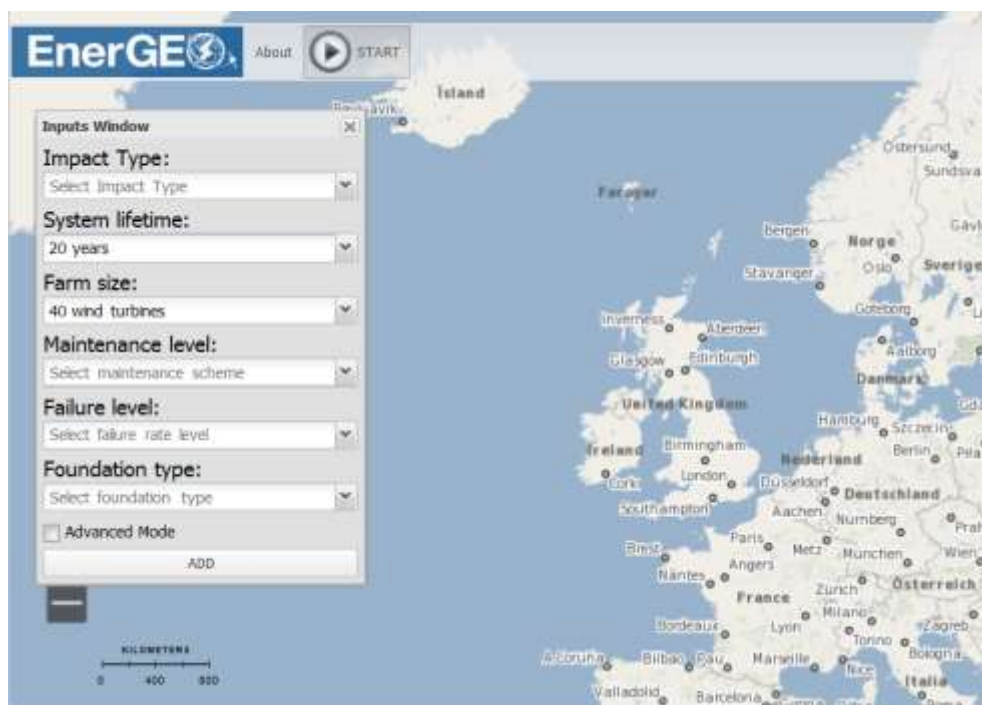 EnerGEO
About
START
Ísland
Inputs Window
Impact Type:
Select Impact Type
System lifetime:
20 years
Farm size:
40 wind turbines
Maintenance level:
Select maintenance scheme
Failure level:
Select failure rate level
Foundation type:
Select foundation type
Advanced Mode
ADD
KILOMETERS
0 400 800
Östersund
Føroyar
Bergen
Norge
Oslo
Sverige
Stavanger
Göteborg
Inverness
Aberdeen
Aalborg
Glasgow
Edinburgh
Danmark
United Kingdom
Hamburg
Szczecin
Ireland
Birmingham
Nederland
Berlin
Cork
London
Düsseldorf
Deutschland
Southampton
Aachen
Nürnberg
Paris
Metz
München
Wien
Brest
Angers
Nantes
France
Zürich
Österreich
Milano
Bordeaux
Lyon
Torino
Zagreb
Bologna
A Coruña
Bilbao
Pau
Marseille
Nice
Italia
Valladolid
Barcelona
Roma